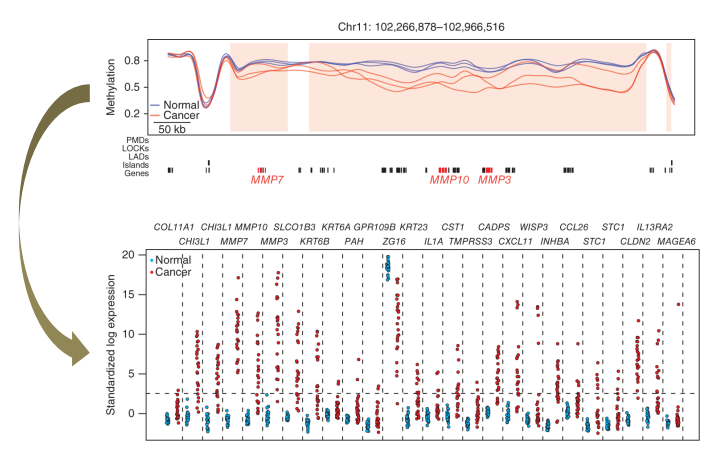 Chr11: 102,266,878–102,966,516
Methylation
0.8
0.5
0.2
Normal
Cancer
50 kb
PMDs
LOCKs
LADs
Islands
Genes
MMP7 MMP10 MMP3
COL11A1 CHI3L1 MMP10 SLCO1B3 KRT6A GPR109B KRT23 CST1 CADPS WISP3 CCL26 STC1 IL13RA2
CHI3L1 MMP7 MMP3 KRT6B PAH ZG16 IL1A TMPRSS3 CXCL11 INHBA STC1 CLDN2 MAGEA6
Standardized log expression
20
15
10
5
0
Normal
Cancer